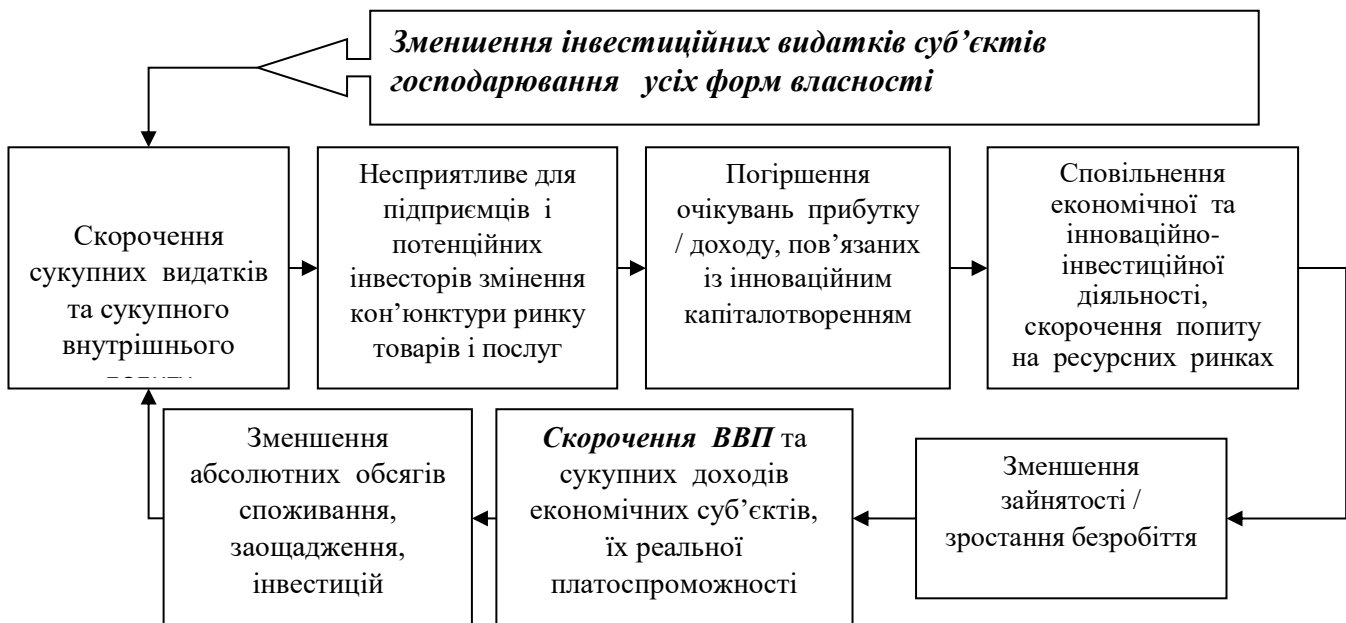 Зменшення інвестиційних видатків суб’єктів
господарювання усіх форм власності
Скорочення
сукупних видатків
та сукупного
внутрішнього
Несприятливе для
підприємців і
потенційних
інвесторів змінення
кон’юнктури ринку
товарів і послуг
Погіршення
очікувань прибутку
/ доходу, пов’язаних
із інноваційним
капіталотворенням
Сповільнення
економічної та
інноваційно-
інвестиційної
діяльності,
скорочення попиту
на ресурсних ринках
Зменшення
зайнятості /
зростання безробіття
Скорочення ВВП та
сукупних доходів
економічних суб’єктів,
їх реальної
платоспроможності
Зменшення
абсолютних обсягів
споживання,
заощадження,
інвестицій